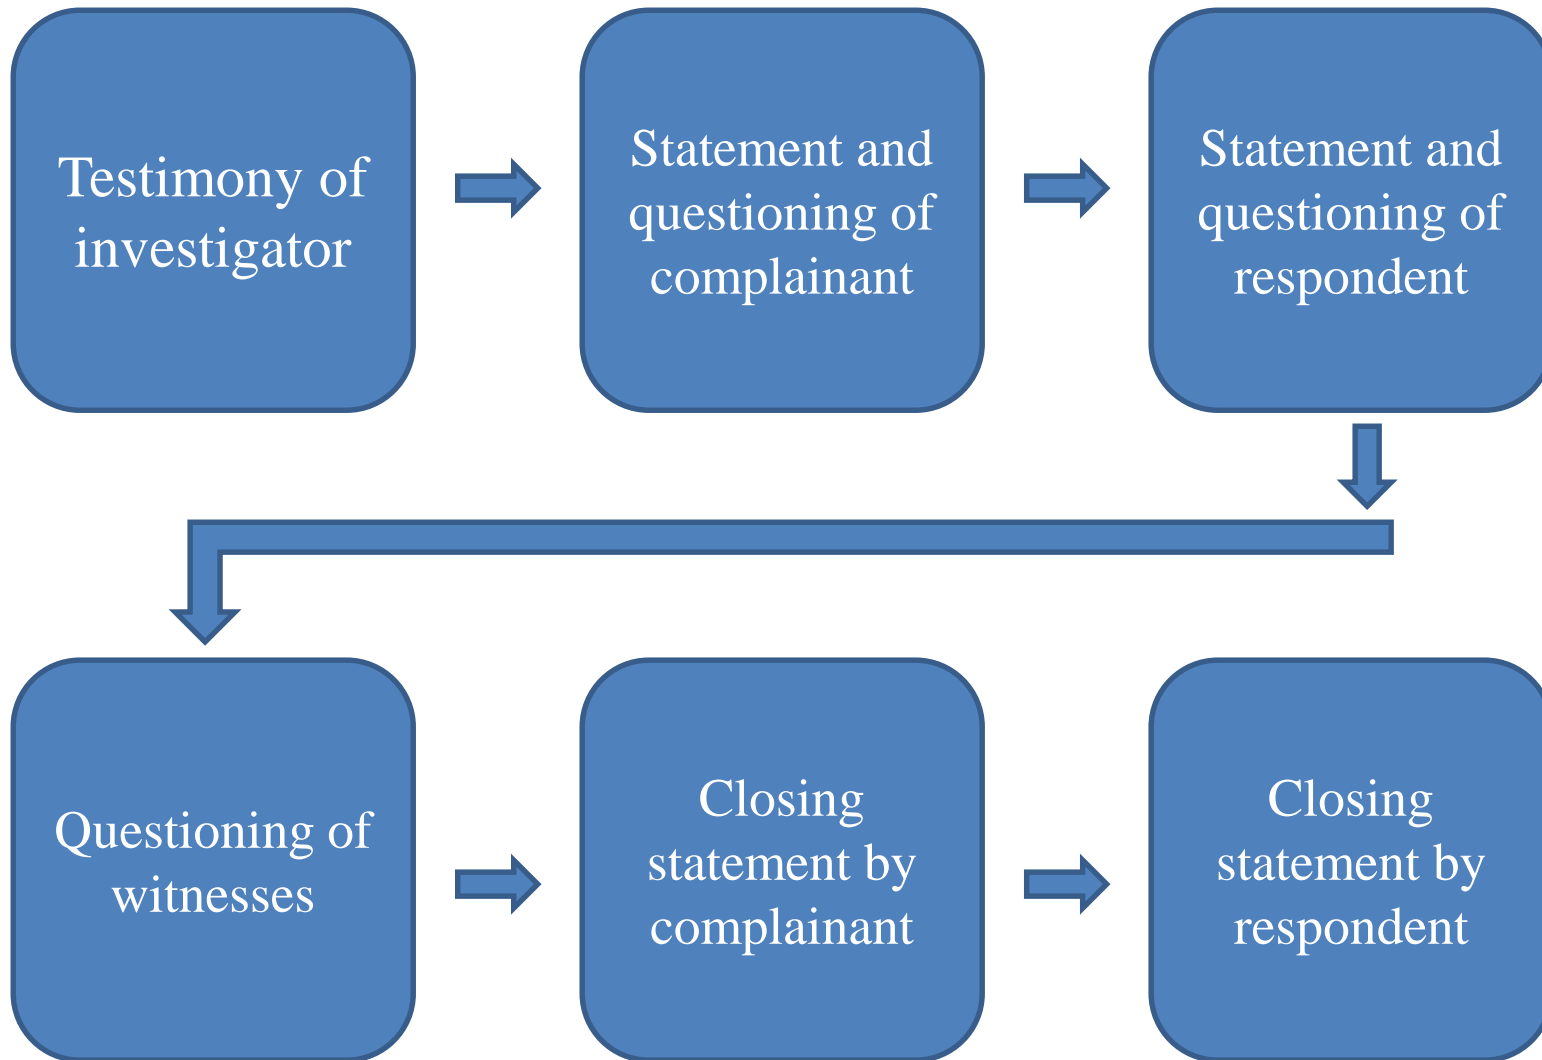 Testimony of
investigator
Statement and
questioning of
complainant
Statement and
questioning of
respondent
Questioning of
witnesses
Closing
statement by
complainant
Closing
statement by
respondent